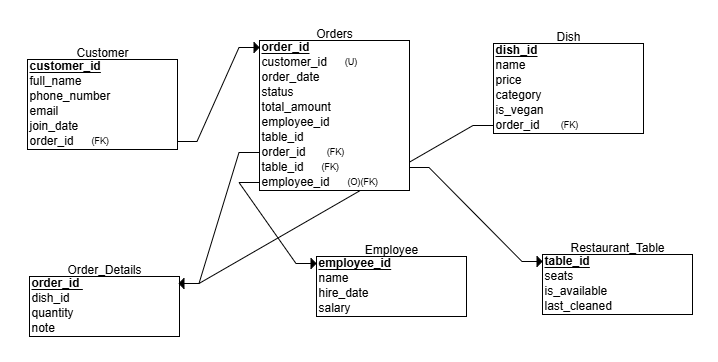 Customer
customer_id
full_name
phone_number
email
join_date
order_id (FK)
Orders
order_id
customer_id (U)
order_date
status
total_amount
employee_id
table_id
order_id (FK)
table_id (FK)
employee_id (O)(FK)
Dish
dish_id
name
price
category
is_vegan
order_id (FK)
Order_Details
order_id
dish_id
quantity
note
Employee
employee_id
name
hire_date
salary
Restaurant_Table
table_id
seats
is_available
last_cleaned